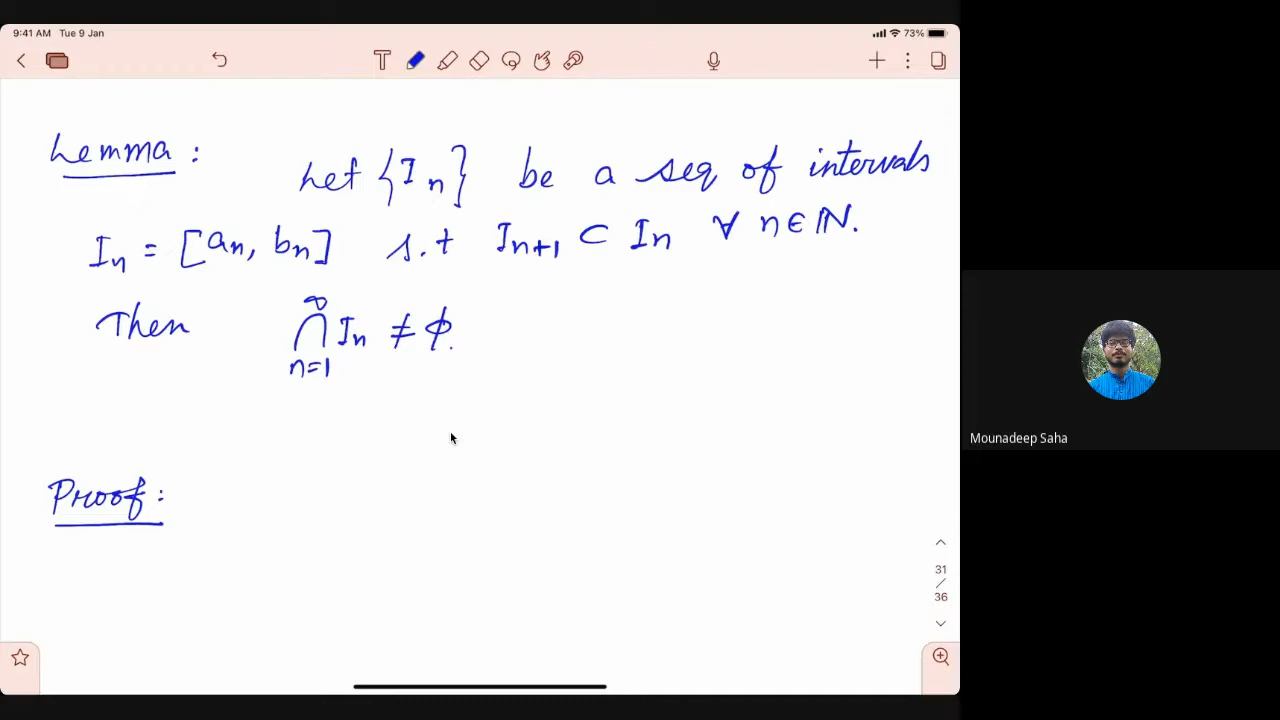 9:41 AM Tue 9 Jan
73%
Lemma : Let {Iₙ} be a seq of intervals
Iₙ = [aₙ, bₙ] s.t Iₙ₊₁ ⊂ Iₙ ∀ n ∈ ℕ.
Then ∞
⋂ Iₙ ≠ ϕ.
n=1
Proof :
31
/
36
Mounadeep Saha